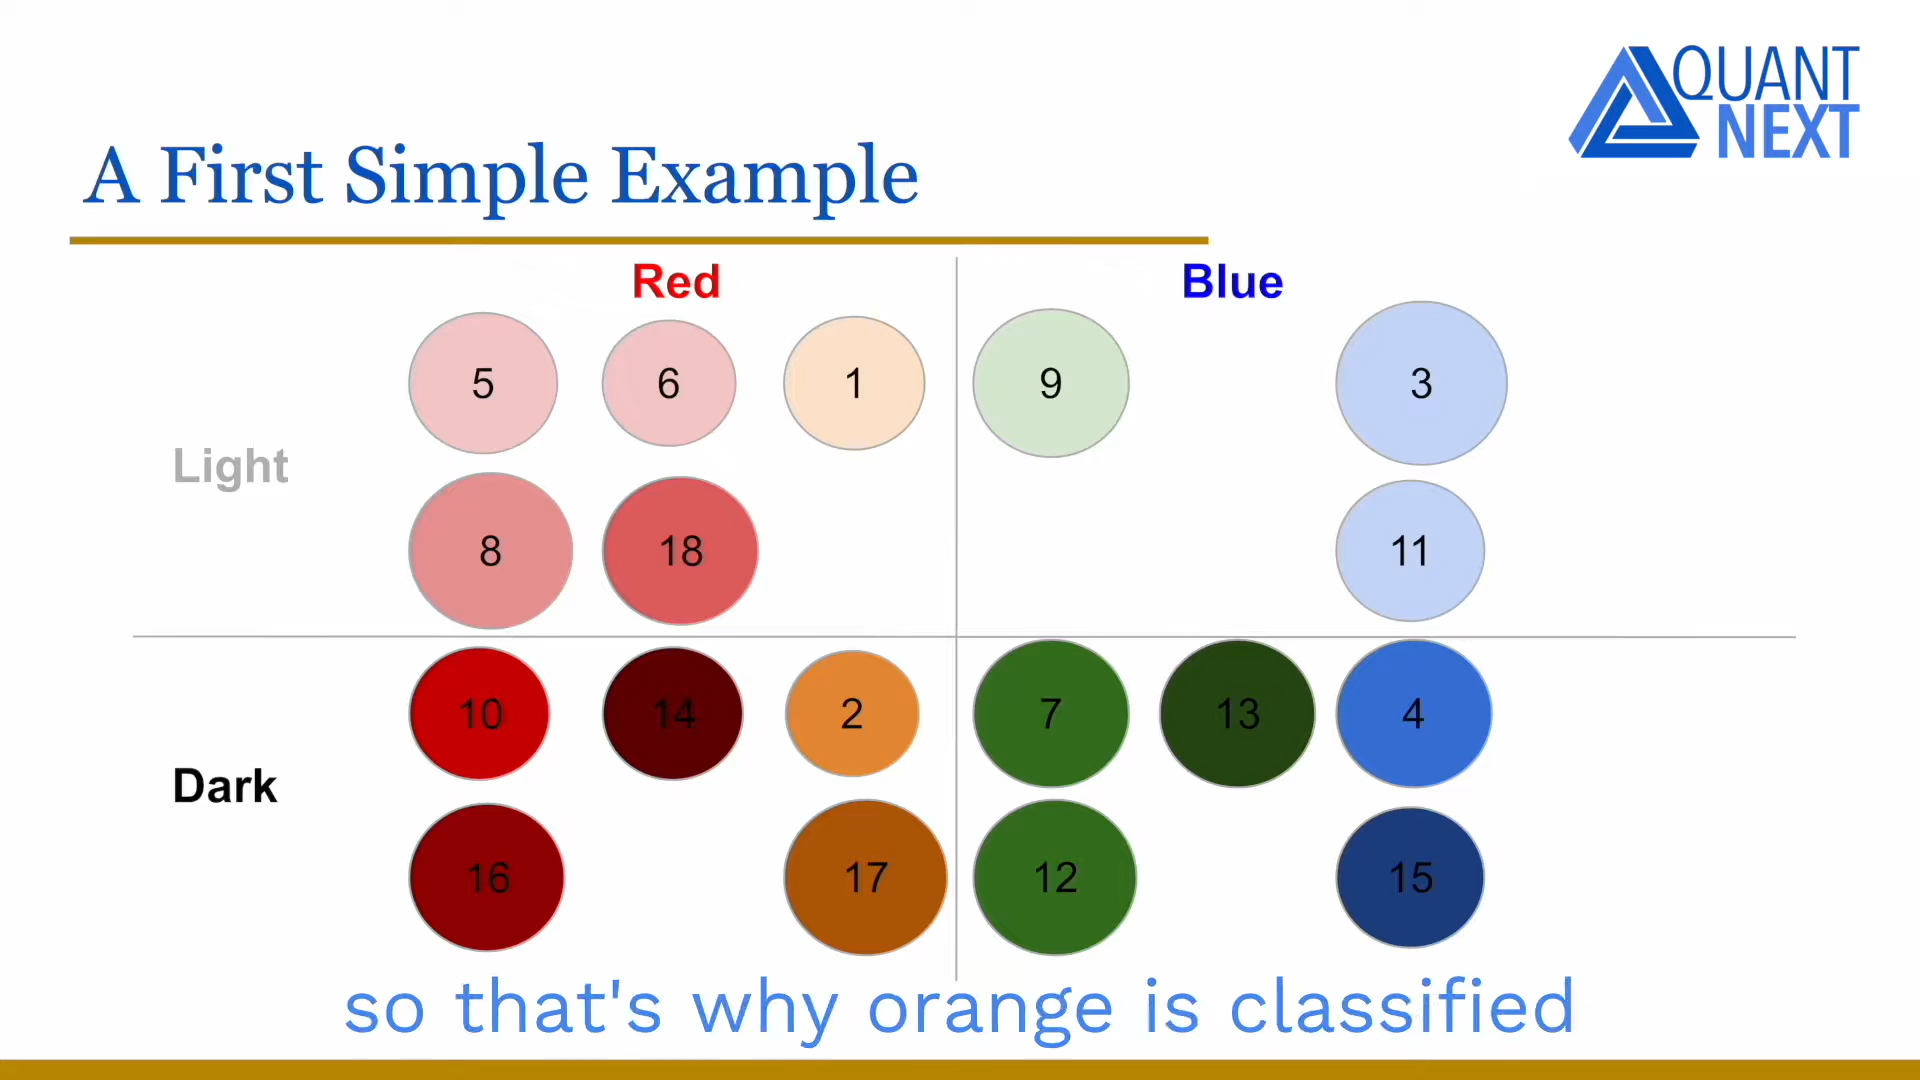 QUANT
NEXT
A First Simple Example
Red Blue
5 6 1 9 3
Light
8 18 11
10 14 2 7 13 4
Dark
16 17 12 15
so that's why orange is classified